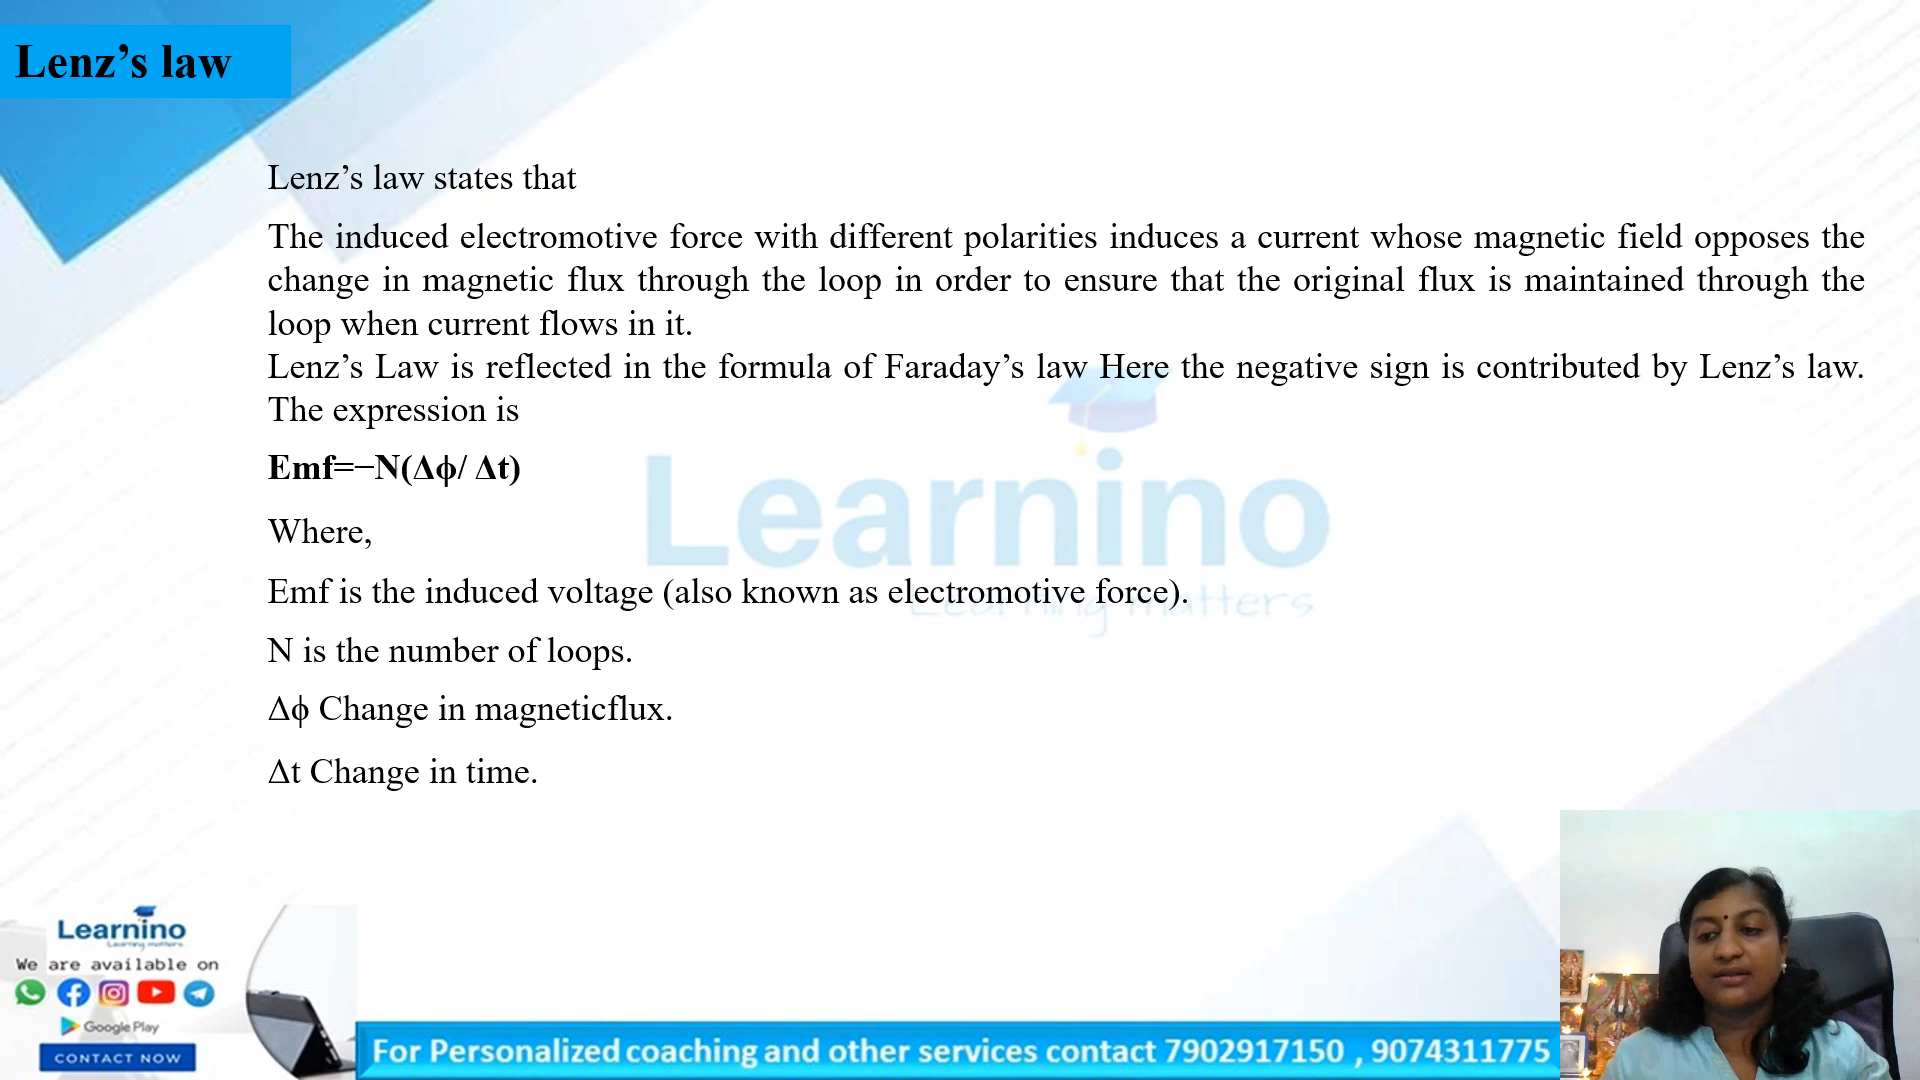 Lenz’s law
Lenz’s law states that
The induced electromotive force with different polarities induces a current whose magnetic field opposes the
change in magnetic flux through the loop in order to ensure that the original flux is maintained through the
loop when current flows in it.
Lenz’s Law is reflected in the formula of Faraday’s law Here the negative sign is contributed by Lenz’s law.
The expression is
Emf=−N(Δϕ/ Δt)
Where,
Emf is the induced voltage (also known as electromotive force).
N is the number of loops.
Δϕ Change in magneticflux.
Δt Change in time.
Learnino
Learning matters
Learnino
Learning matters
We are available on
Google Play
CONTACT NOW
For Personalized coaching and other services contact 7902917150 , 9074311775